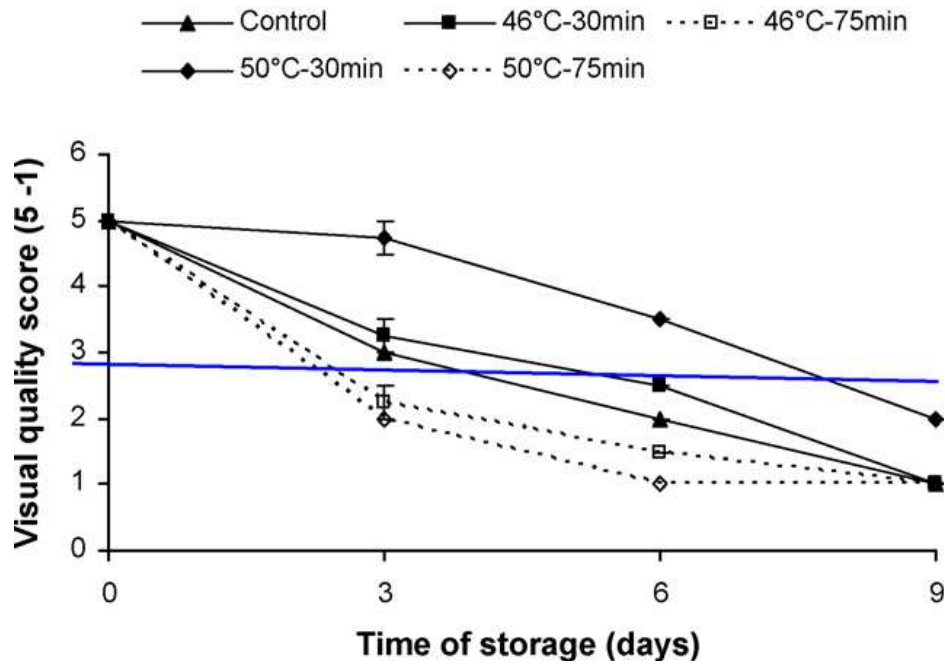 Control 46°C-30min 46°C-75min
50°C-30min 50°C-75min
6
5
4
3
2
1
0
Visual quality score (5 -1)
0 3 6 9
Time of storage (days)